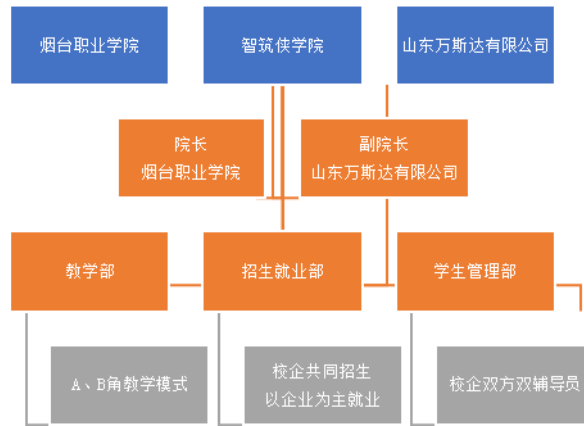 烟台职业学院
智筑侠学院
山东万斯达有限公司
院长
烟台职业学院
副院长
山东万斯达有限公司
教学部
招生就业部
学生管理部
A、B角教学模式
校企共同招生
以企业为主就业
校企双方双辅导员